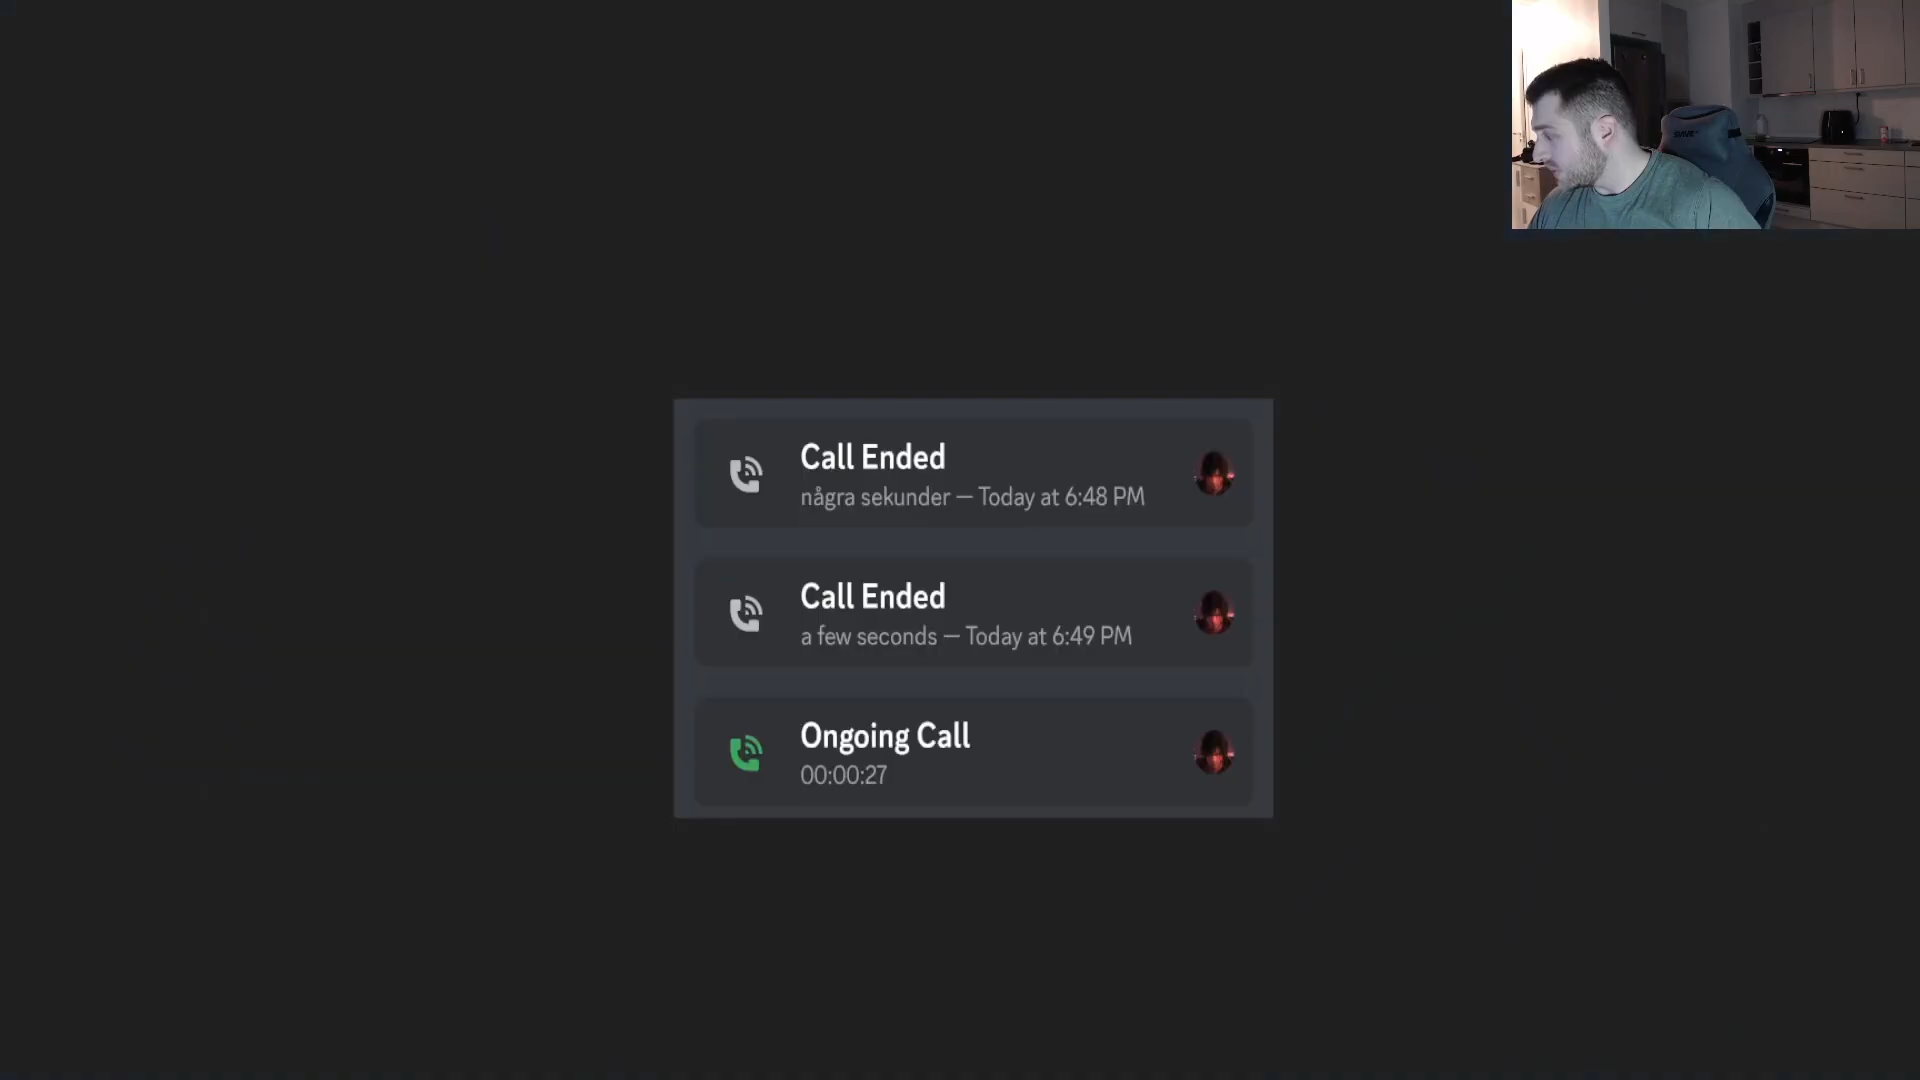 Call Ended
några sekunder — Today at 6:48 PM
Call Ended
a few seconds — Today at 6:49 PM
Ongoing Call
00:00:27